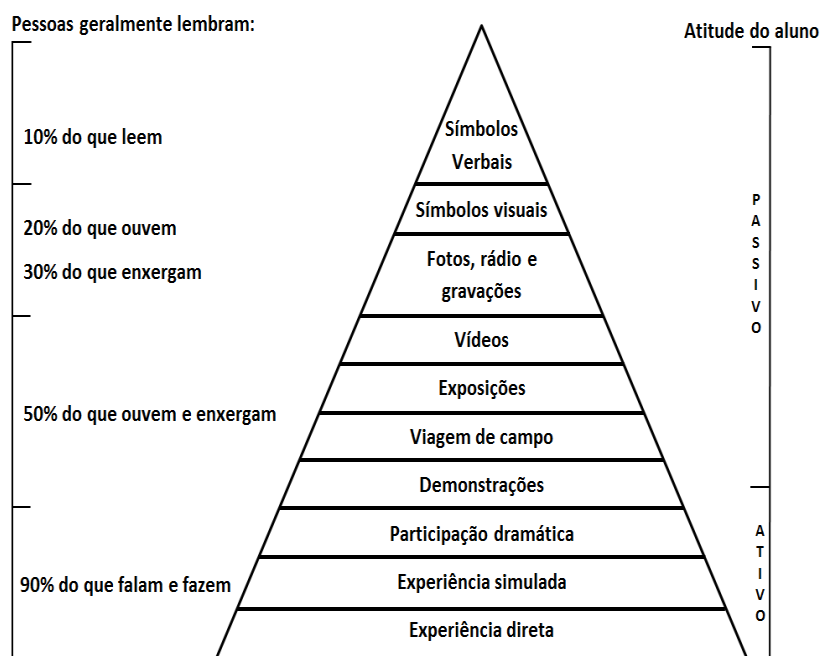 Pessoas geralmente lembram:
Atitude do aluno
10% do que leem
20% do que ouvem
30% do que enxergam
50% do que ouvem e enxergam
90% do que falam e fazem
Símbolos
Verbais
Símbolos visuais
Fotos, rádio e
gravações
Vídeos
Exposições
Viagem de campo
Demonstrações
Participação dramática
Experiência simulada
Experiência direta
PASSIVO
ATIVO